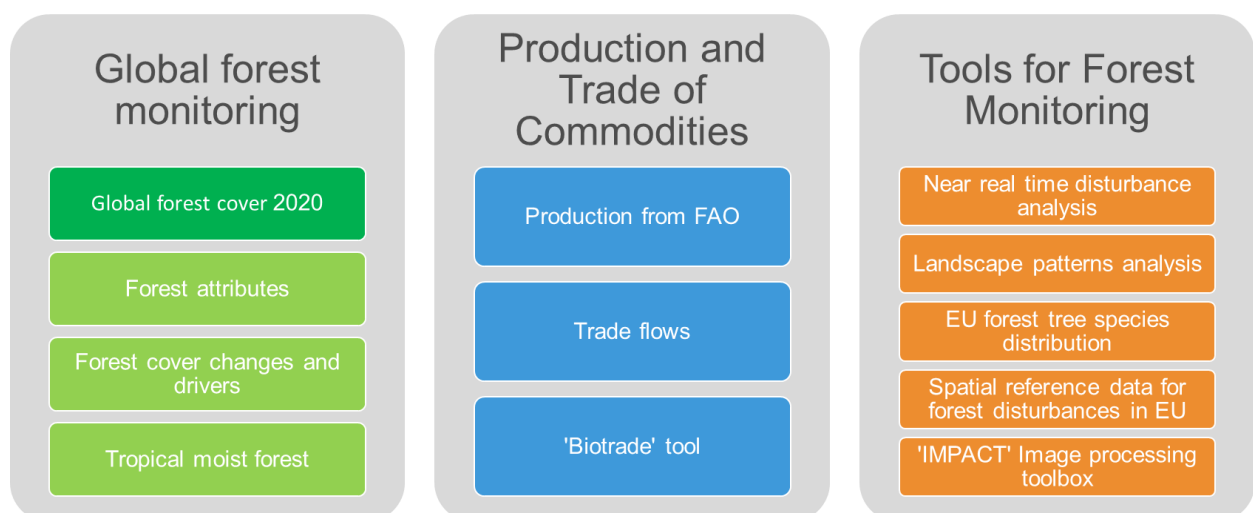 Global forest
monitoring
Global forest cover 2020
Forest attributes
Forest cover changes and
drivers
Tropical moist forest
Production and
Trade of
Commodities
Production from FAO
Trade flows
'Biotrade' tool
Tools for Forest
Monitoring
Near real time disturbance
analysis
Landscape patterns analysis
EU forest tree species
distribution
Spatial reference data for
forest disturbances in EU
'IMPACT' Image processing
toolbox